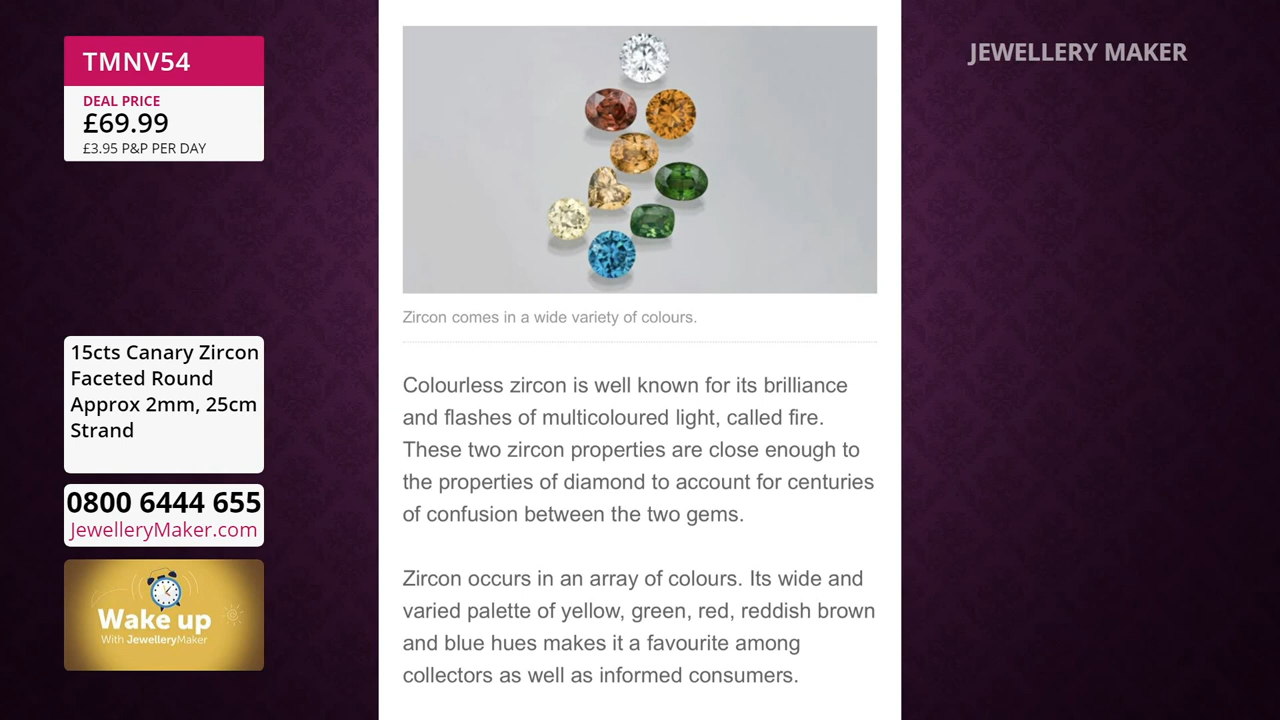 TMNV54
DEAL PRICE
£69.99
£3.95 P&P PER DAY
15cts Canary Zircon
Faceted Round
Approx 2mm, 25cm
Strand
0800 6444 655
JewelleryMaker.com
Wake up
With JewelleryMaker
Zircon comes in a wide variety of colours.
Colourless zircon is well known for its brilliance
and flashes of multicoloured light, called fire.
These two zircon properties are close enough to
the properties of diamond to account for centuries
of confusion between the two gems.
Zircon occurs in an array of colours. Its wide and
varied palette of yellow, green, red, reddish brown
and blue hues makes it a favourite among
collectors as well as informed consumers.
JEWELLERY MAKER